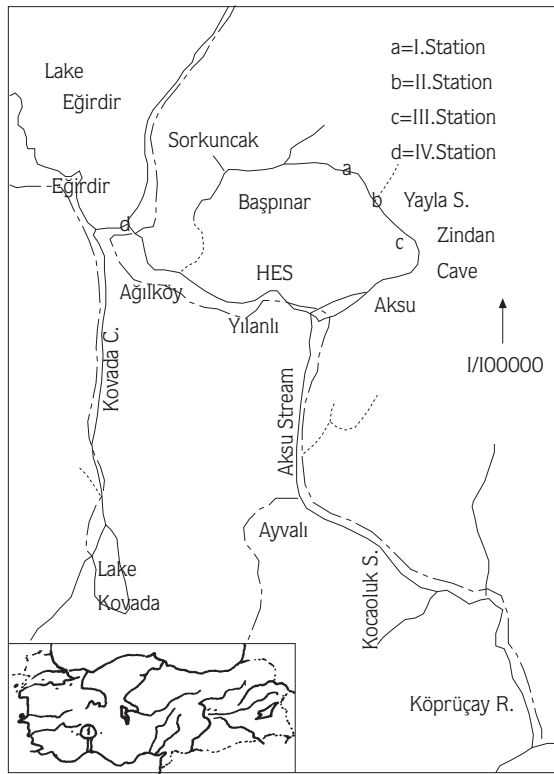 Lake
Eğirdir
Eğirdir
Sorkuncak
a=I.Station
b=II.Station
c=III.Station
d=IV.Station
a
b
c
d
Başpınar
Yayla S.
Zindan
Cave
HES
Ağılköy
Yılanlı
Aksu
I/I00000
Kovada C.
Aksu Stream
Ayvalı
Lake
Kovada
Kocaoluk S.
Köprüçay R.